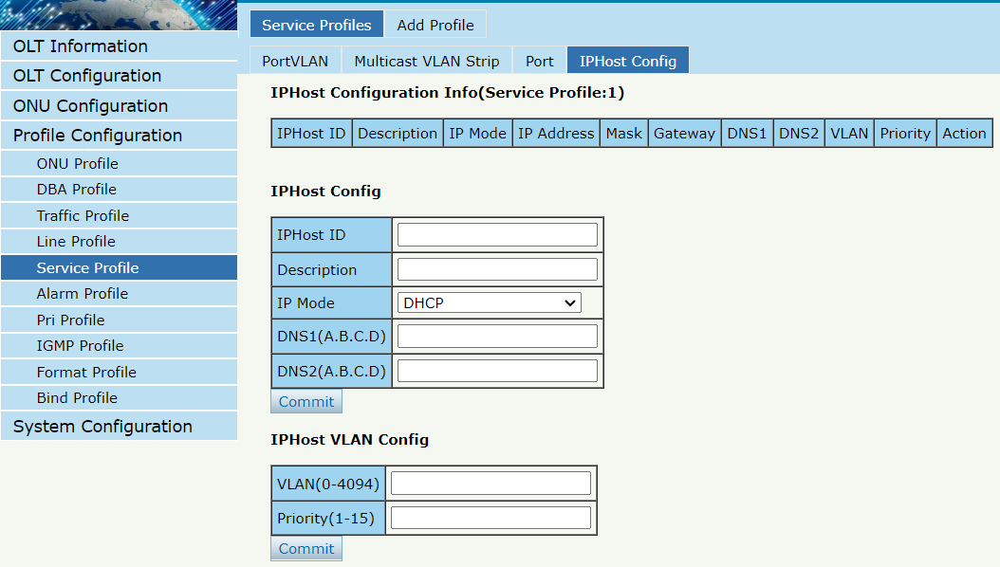 OLT Information
OLT Configuration
ONU Configuration
Profile Configuration
ONU Profile
DBA Profile
Traffic Profile
Line Profile
Service Profile
Alarm Profile
Pri Profile
IGMP Profile
Format Profile
Bind Profile
System Configuration
Service Profiles Add Profile
PortVLAN Multicast VLAN Strip Port IPHost Config
IPHost Configuration Info(Service Profile:1)
IPHost ID Description IP Mode IP Address Mask Gateway DNS1 DNS2 VLAN Priority Action
IPHost Config
IPHost ID
Description
IP Mode DHCP
DNS1(A.B.C.D)
DNS2(A.B.C.D)
Commit
IPHost VLAN Config
VLAN(0-4094)
Priority(1-15)
Commit